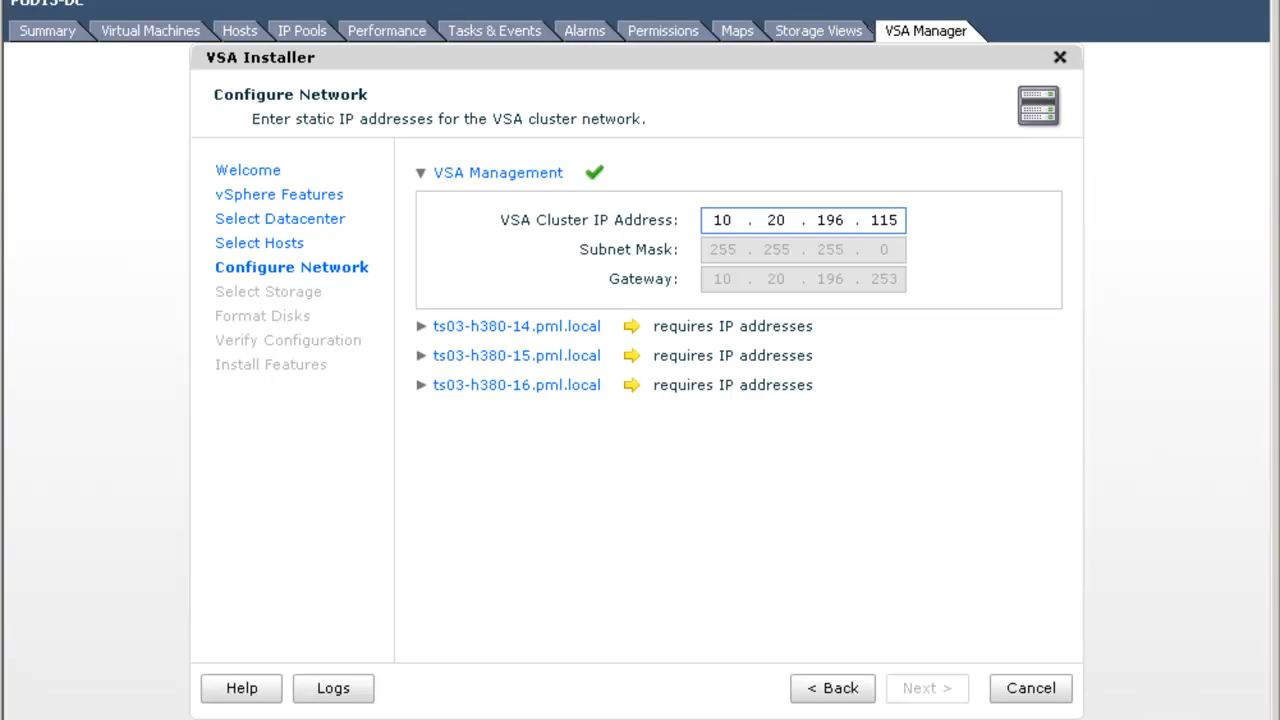 Summary Virtual Machines Hosts IP Pools Performance Tasks & Events Alarms Permissions Maps Storage Views VSA Manager
VSA Installer
Configure Network
Enter static IP addresses for the VSA cluster network.
Welcome
vSphere Features
Select Datacenter
Select Hosts
Configure Network
Select Storage
Format Disks
Verify Configuration
Install Features
VSA Management
VSA Cluster IP Address: 10 . 20 . 196 . 115
Subnet Mask: 255 . 255 . 255 . 0
Gateway: 10 . 20 . 196 . 253
ts03-h380-14.pml.local requires IP addresses
ts03-h380-15.pml.local requires IP addresses
ts03-h380-16.pml.local requires IP addresses
Help Logs < Back Next > Cancel